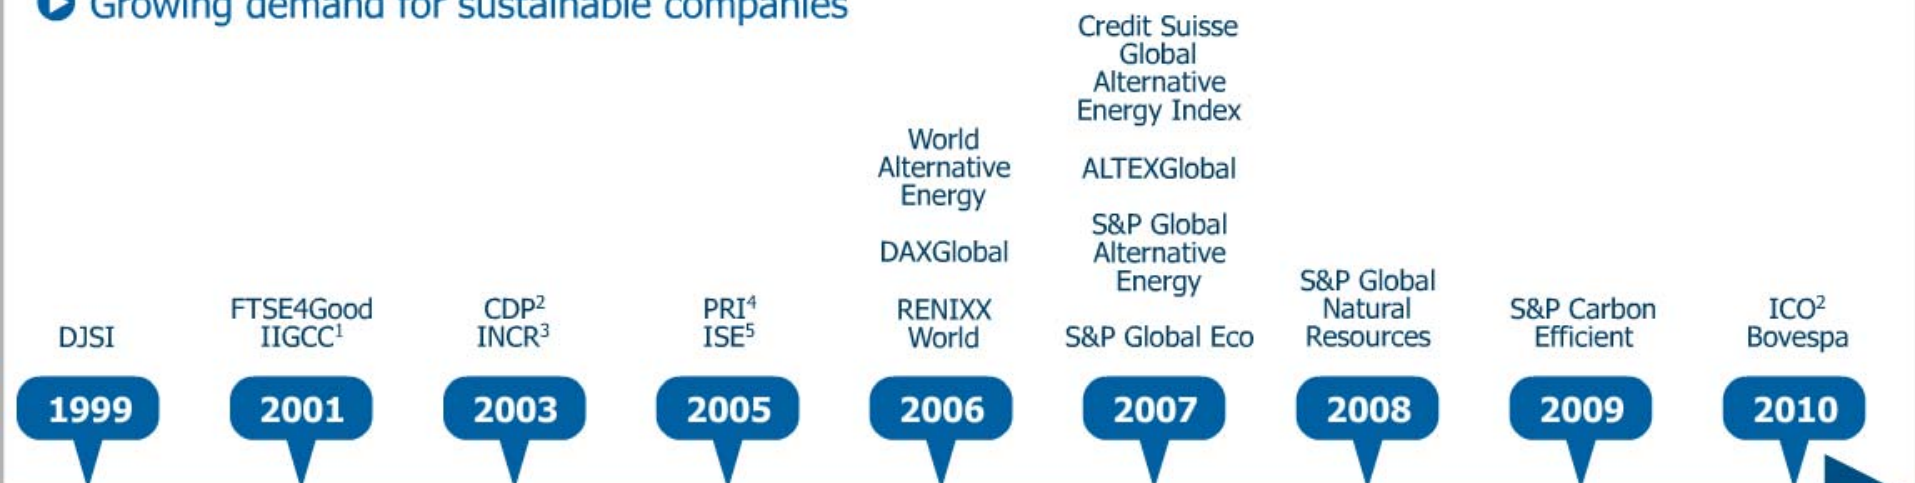 Growing demand for sustainable companies
DJSI
1999
FTSE4Good
IIGCC¹
2001
CDP²
INCR³
2003
PRI⁴
ISE⁵
2005
World
Alternative
Energy
DAXGlobal
RENIXX
World
2006
Credit Suisse
Global
Alternative
Energy Index
ALTEXGlobal
S&P Global
Alternative
Energy
S&P Global Eco
2007
S&P Global
Natural
Resources
2008
S&P Carbon
Efficient
2009
ICO²
Bovespa
2010